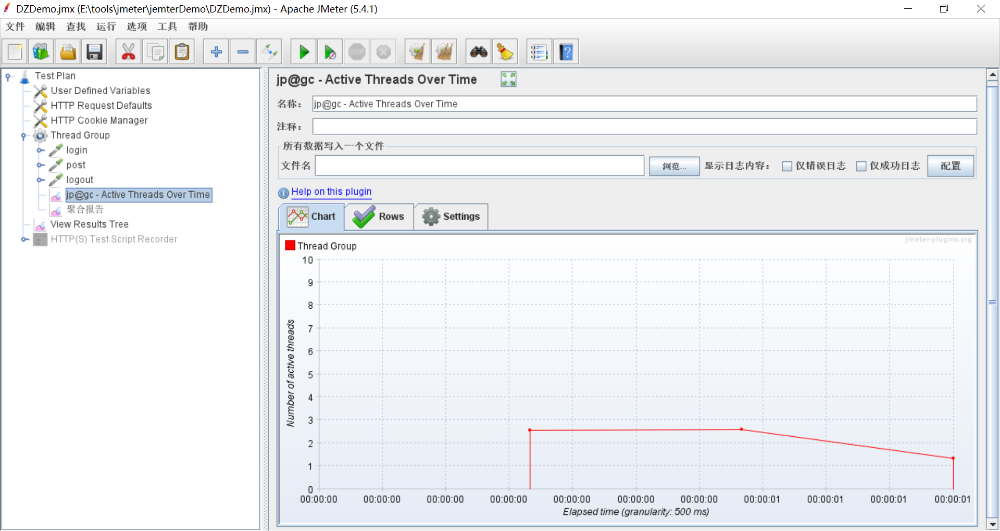 DZDemo.jmx (E:\tools\jmeter\jemterDemo\DZDemo.jmx) - Apache JMeter (5.4.1)
文件 编辑 查找 运行 选项 工具 帮助
STOP
Test Plan
User Defined Variables
HTTP Request Defaults
HTTP Cookie Manager
Thread Group
login
post
logout
jp@gc - Active Threads Over Time
聚合报告
View Results Tree
HTTP(S) Test Script Recorder
jp@gc - Active Threads Over Time
名称： jp@gc - Active Threads Over Time
注释：
所有数据写入一个文件
文件名 浏览... 显示日志内容： 仅错误日志 仅成功日志 配置
Help on this plugin
Chart Rows Settings
jmeter-plugins.org
Thread Group
10
9
8
7
6
5
4
3
2
1
0
Number of active threads
00:00:00 00:00:00 00:00:00 00:00:00 00:00:00 00:00:00 00:00:00 00:00:01 00:00:01 00:00:01 00:00:01
Elapsed time (granularity: 500 ms)